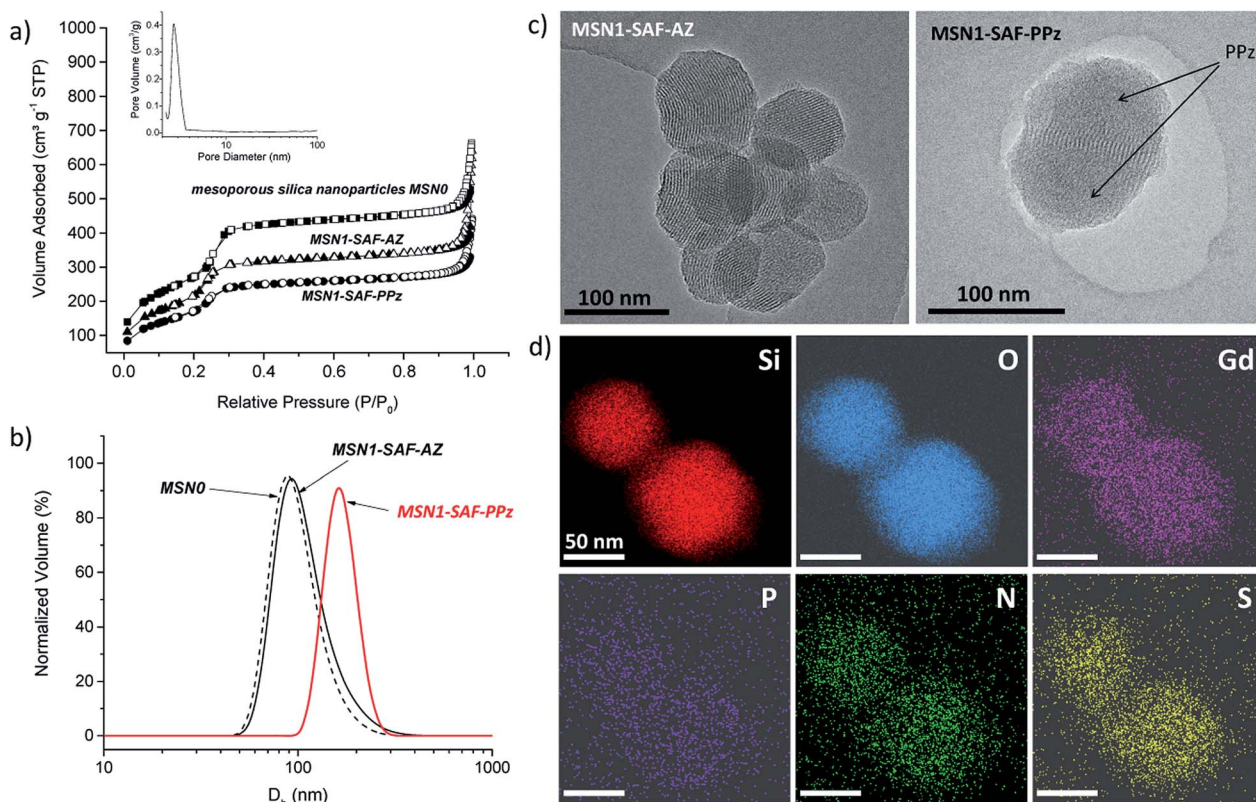 a)
1000
900
800
700
600
500
400
300
200
100
Volume Adsorbed (cm³ g⁻¹ STP)
0.4
0.3
0.2
0.1
0.0
Pore Volume (cm³/g)
10
100
Pore Diameter (nm)
mesoporous silica nanoparticles MSN0
MSN1-SAF-AZ
MSN1-SAF-PPz
0.0 0.2 0.4 0.6 0.8 1.0
Relative Pressure (P/P₀)
b)
100
80
60
40
20
0
Normalized Volume (%)
MSN0
MSN1-SAF-AZ
MSN1-SAF-PPz
10 100 1000
(nm)
c)
MSN1-SAF-AZ
100 nm
MSN1-SAF-PPz
PPz
100 nm
d)
Si
50 nm
O
Gd
P
N
S